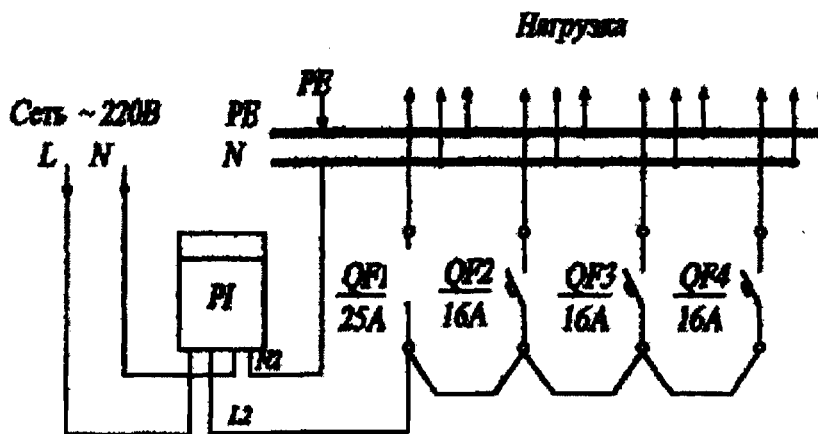 Нагрузка
PE
Сеть ~ 220В
PE
L N
N
PI
QF1
25A
QF2
16A
QF3
16A
QF4
16A
N2
L2